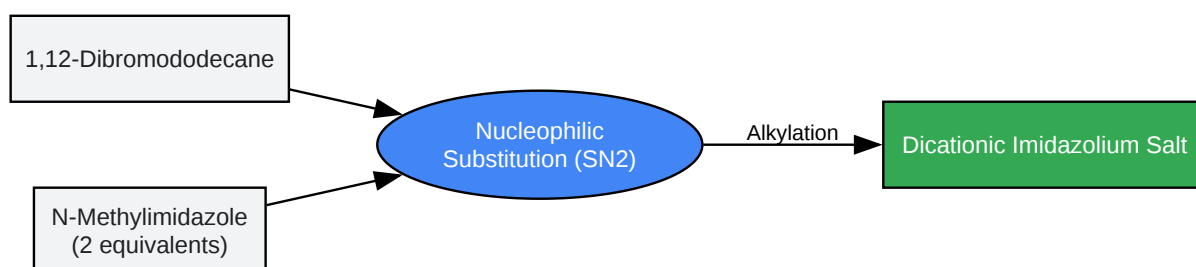 1,12-Dibromododecane
N-Methylimidazole
(2 equivalents)
Nucleophilic
Substitution (SN2)
Alkylation
Dicationic Imidazolium Salt